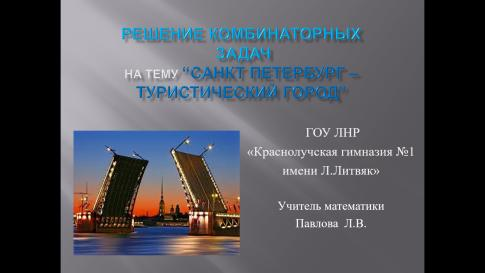 РЕШЕНИЕ КОМБИНАТОРНЫХ
ЗАДАЧ
НА ТЕМУ “САНКТ ПЕТЕРБУРГ –
ТУРИСТИЧЕСКИЙ ГОРОД”
ГОУ ЛНР
«Краснолучская гимназия №1
имени Л.Литвяк»
Учитель математики
Павлова Л.В.